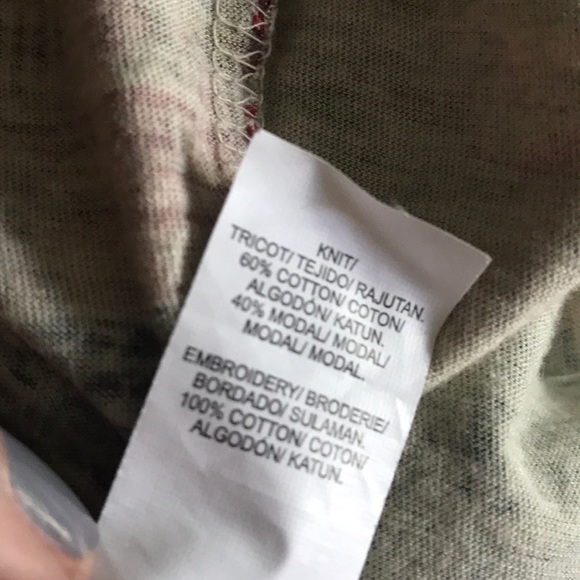 KNIT/
TRICOT/ TEJIDO/ RAJUTAN.
60% COTTON/ COTON/
ALGODÓN/ KATUN.
40% MODAL/ MODAL/
MODAL/ MODAL.
EMBROIDERY/ BRODERIE/
BORDADO/ SULAMAN.
100% COTTON/ COTON/
ALGODÓN/ KATUN.